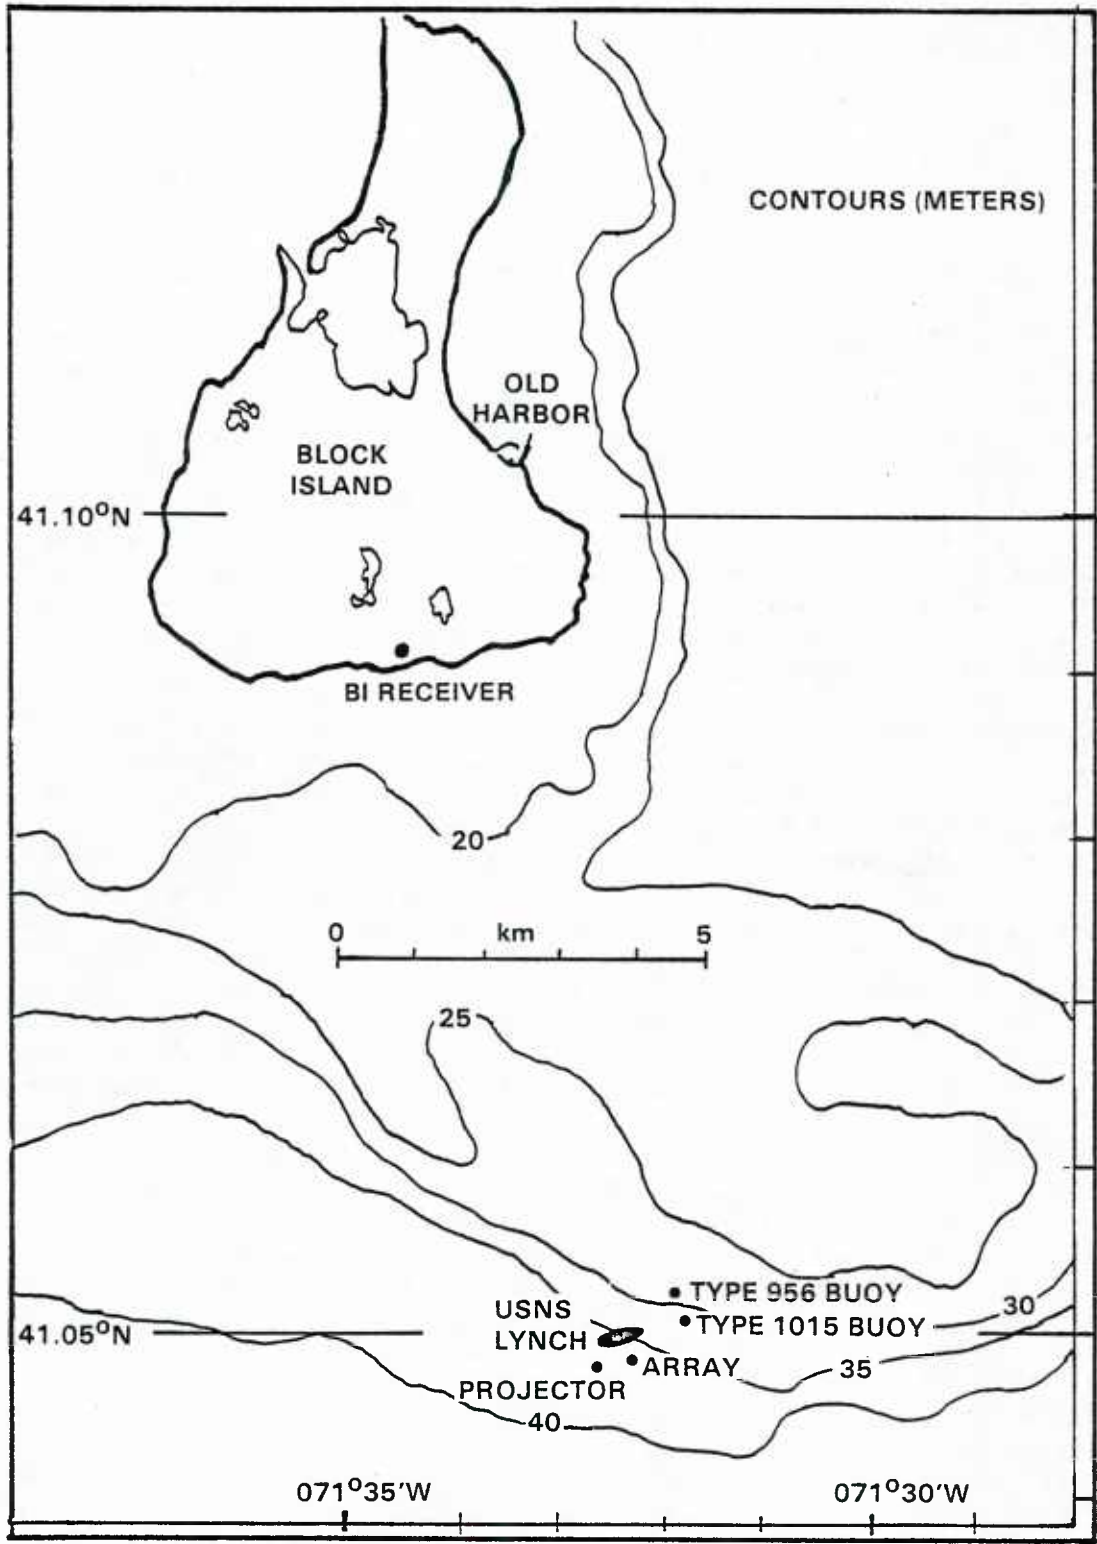 CONTOURS (METERS)
OLD
HARBOR
BLOCK
ISLAND
41.10°N
BI RECEIVER
20
0 km 5
25
TYPE 956 BUOY
30
USNS
LYNCH
TYPE 1015 BUOY
41.05°N
ARRAY
35
PROJECTOR
40
071°35'W
071°30'W